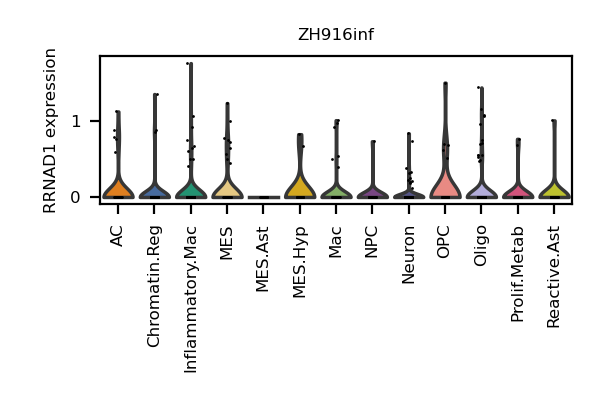 ZH916inf
RRNAD1 expression
1
0
AC
Chromatin.Reg
Inflammatory.Mac
MES
MES.Ast
MES.Hyp
Mac
NPC
Neuron
OPC
Oligo
Prolif.Metab
Reactive.Ast